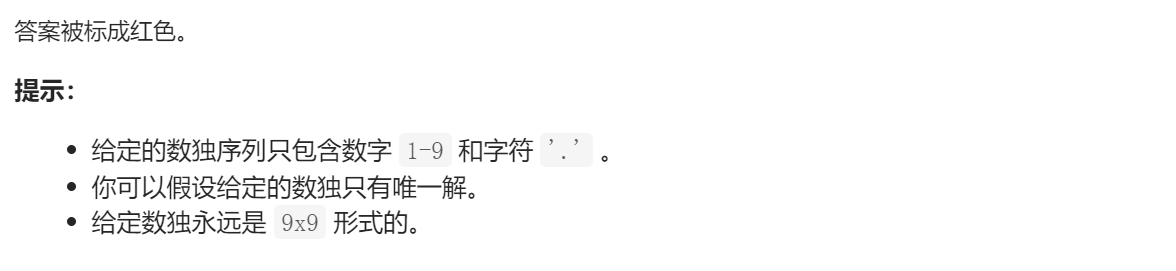 答案被标成红色。
提示：
给定的数独序列只包含数字 1-9 和字符 '.' 。
你可以假设给定的数独只有唯一解。
给定数独永远是 9x9 形式的。